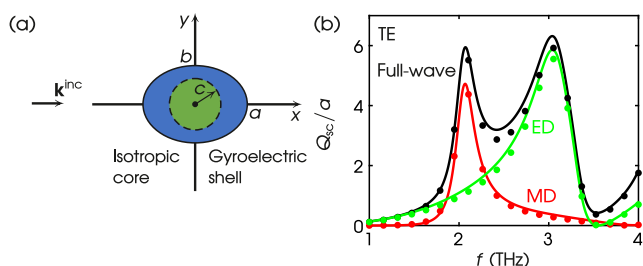 (a)
y
b
k^inc
c
a
x
Isotropic core
Gyroelectric shell
(b)
TE
Full-wave
ED
MD
Q_sc/a
6
4
2
0
1
2
3
4
f (THz)